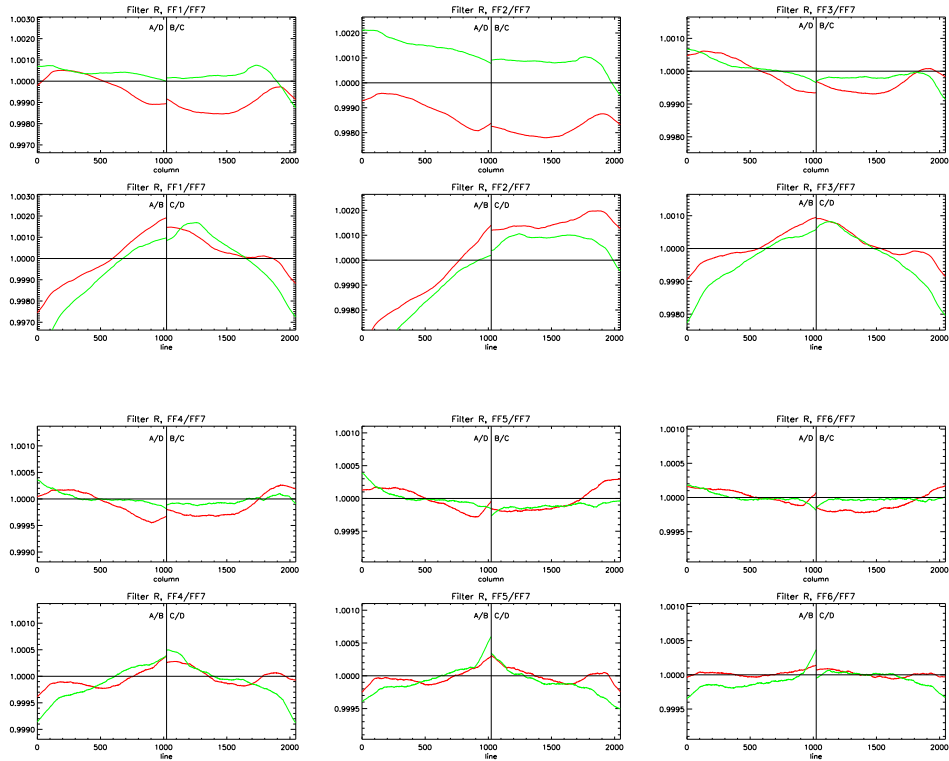 Filter R, FF1/FF7
Filter R, FF2/FF7
Filter R, FF3/FF7
1.0030
1.0020
1.0010
1.0000
0.9990
0.9980
0.9970
A/D B/C
0 500 1000 1500 2000
column
1.0020
1.0010
1.0000
0.9990
0.9980
A/D B/C
0 500 1000 1500 2000
column
1.0010
1.0000
0.9990
0.9980
A/D B/C
0 500 1000 1500 2000
column
Filter R, FF1/FF7
Filter R, FF2/FF7
Filter R, FF3/FF7
1.0030
1.0020
1.0010
1.0000
0.9990
0.9980
0.9970
A/B C/D
0 500 1000 1500 2000
line
1.0020
1.0010
1.0000
0.9990
0.9980
A/B C/D
0 500 1000 1500 2000
line
1.0010
1.0000
0.9990
0.9980
A/B C/D
0 500 1000 1500 2000
line
Filter R, FF4/FF7
Filter R, FF5/FF7
Filter R, FF6/FF7
1.0010
1.0005
1.0000
0.9995
0.9990
A/D B/C
0 500 1000 1500 2000
column
1.0010
1.0005
1.0000
0.9995
A/D B/C
0 500 1000 1500 2000
column
1.0010
1.0005
1.0000
0.9995
A/D B/C
0 500 1000 1500 2000
column
Filter R, FF4/FF7
Filter R, FF5/FF7
Filter R, FF6/FF7
1.0010
1.0005
1.0000
0.9995
0.9990
A/B C/D
0 500 1000 1500 2000
line
1.0010
1.0005
1.0000
0.9995
A/B C/D
0 500 1000 1500 2000
line
1.0010
1.0005
1.0000
0.9995
A/B C/D
0 500 1000 1500 2000
line